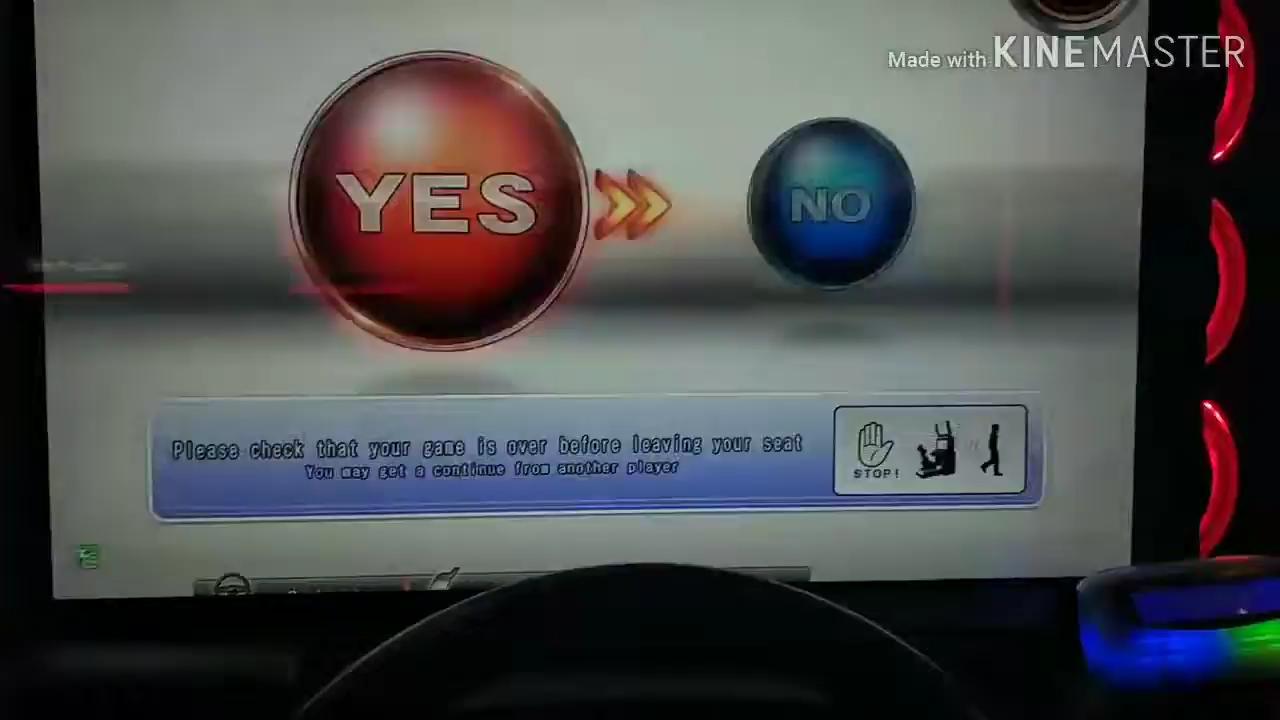 Made with KINEMASTER
YES
NO
Please check that your game is over before leaving your seat
You may get a continue from another player
STOP!